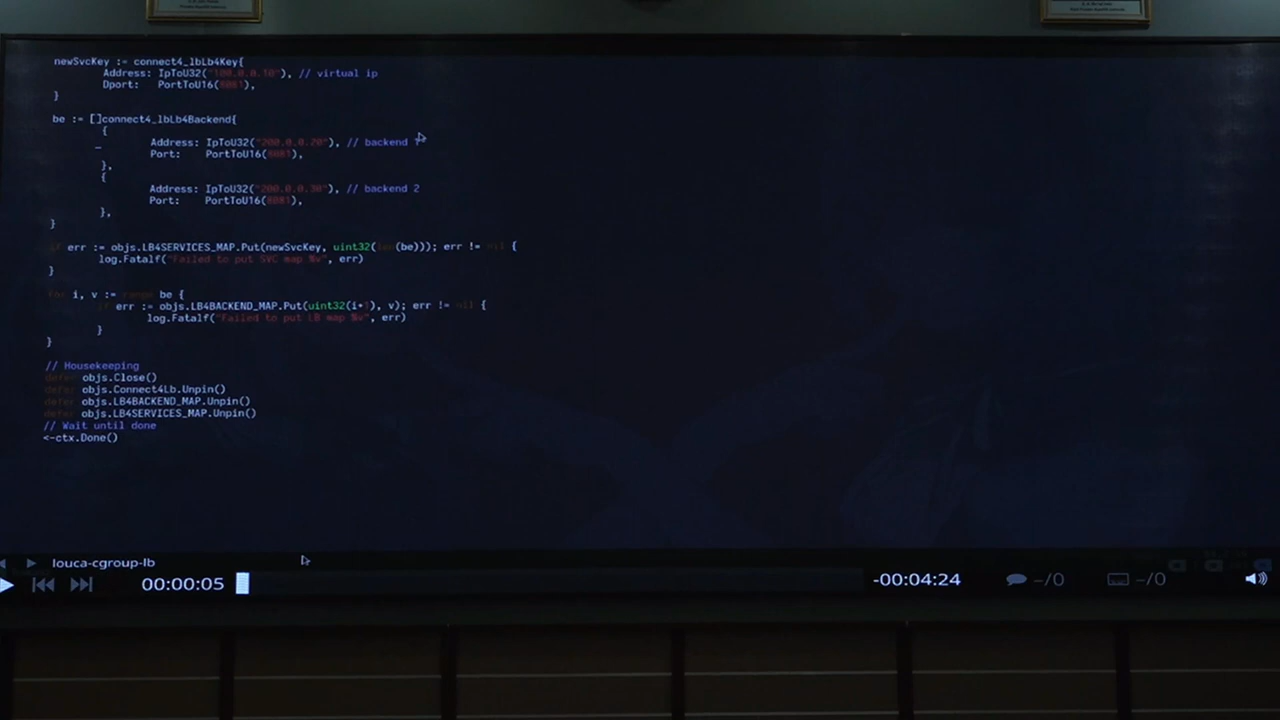 newSvcKey := connect4_lbLb4Key{
Address: IpToU32("100.0.0.10"), // virtual ip
Dport: PortToU16(8081),
}
be := []connect4_lbLb4Backend{
{
Address: IpToU32("200.0.0.20"), // backend 1
Port: PortToU16(8081),
},
{
Address: IpToU32("200.0.0.30"), // backend 2
Port: PortToU16(8081),
},
}
if err := objs.LB4SERVICES_MAP.Put(newSvcKey, uint32(len(be))); err != nil {
log.Fatalf("Failed to put SVC map %v", err)
}
for i, v := range be {
if err := objs.LB4BACKEND_MAP.Put(uint32(i+1), v); err != nil {
log.Fatalf("Failed to put LB map %v", err)
}
}
// Housekeeping
defer objs.Close()
defer objs.Connect4Lb.Unpin()
defer objs.LB4BACKEND_MAP.Unpin()
defer objs.LB4SERVICES_MAP.Unpin()
// Wait until done
<-ctx.Done()
louca-cgroup-lb
00:00:05 -00:04:24 –/0 –/0